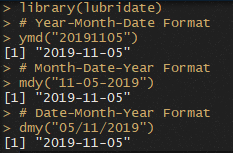 > library(lubridate)
> # Year-Month-Date Format
> ymd("20191105")
[1] "2019-11-05"
> # Month-Date-Year Format
> mdy("11-05-2019")
[1] "2019-11-05"
> # Date-Month-Year Format
> dmy("05/11/2019")
[1] "2019-11-05"